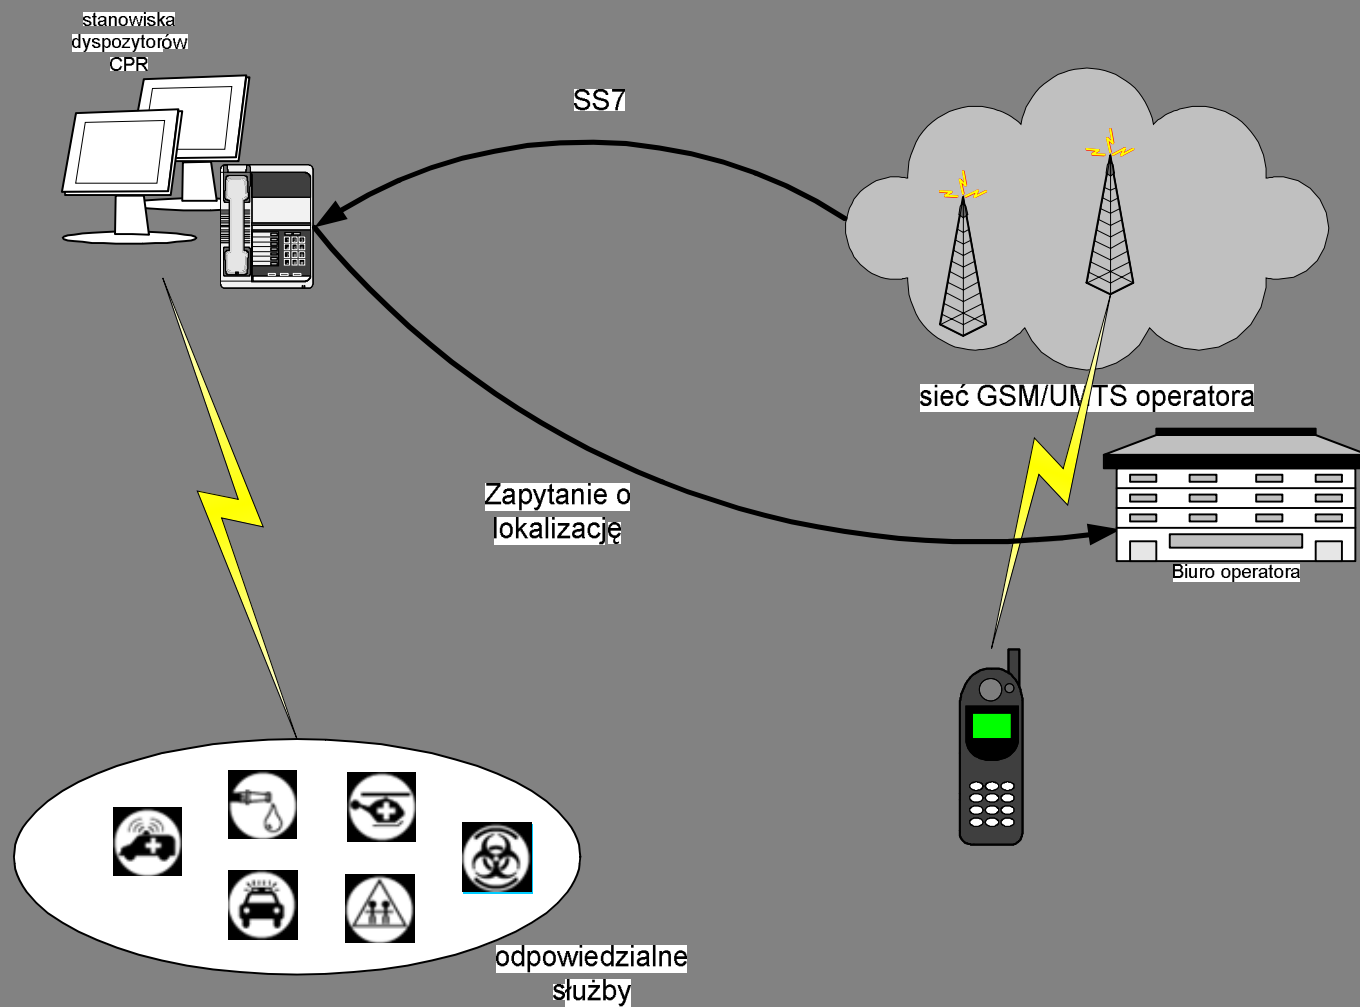 stanowiska
dyspozytorów
CPR
SS7
sieć GSM/UMTS operatora
Zapytanie o
lokalizację
Biuro operatora
odpowiedzialne
służby